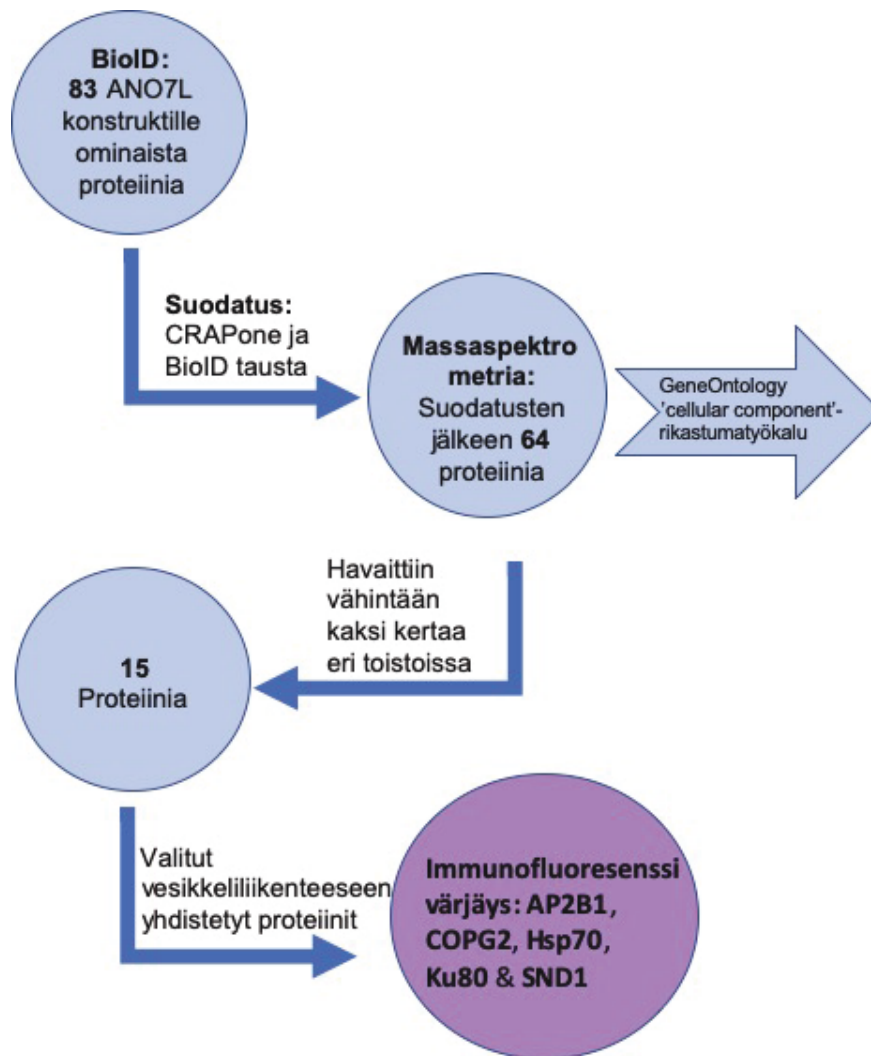 BioID:
83 ANO7L
konstruktille
ominaista
proteiinia
Suodatus:
CRAPone ja
BioID tausta
Massaspektro
metria:
Suodatusten
jälkeen 64
proteiinia
GeneOntology
'cellular component'-
rikastumatyökalu
Havaittiin
vähintään
kaksi kertaa
eri toistoissa
15
Proteiinia
Valitut
vesikkeliliikenteeseen
yhdistetyt proteiinit
Immunofluoresenssi
värjäys: AP2B1,
COPG2, Hsp70,
Ku80 & SND1